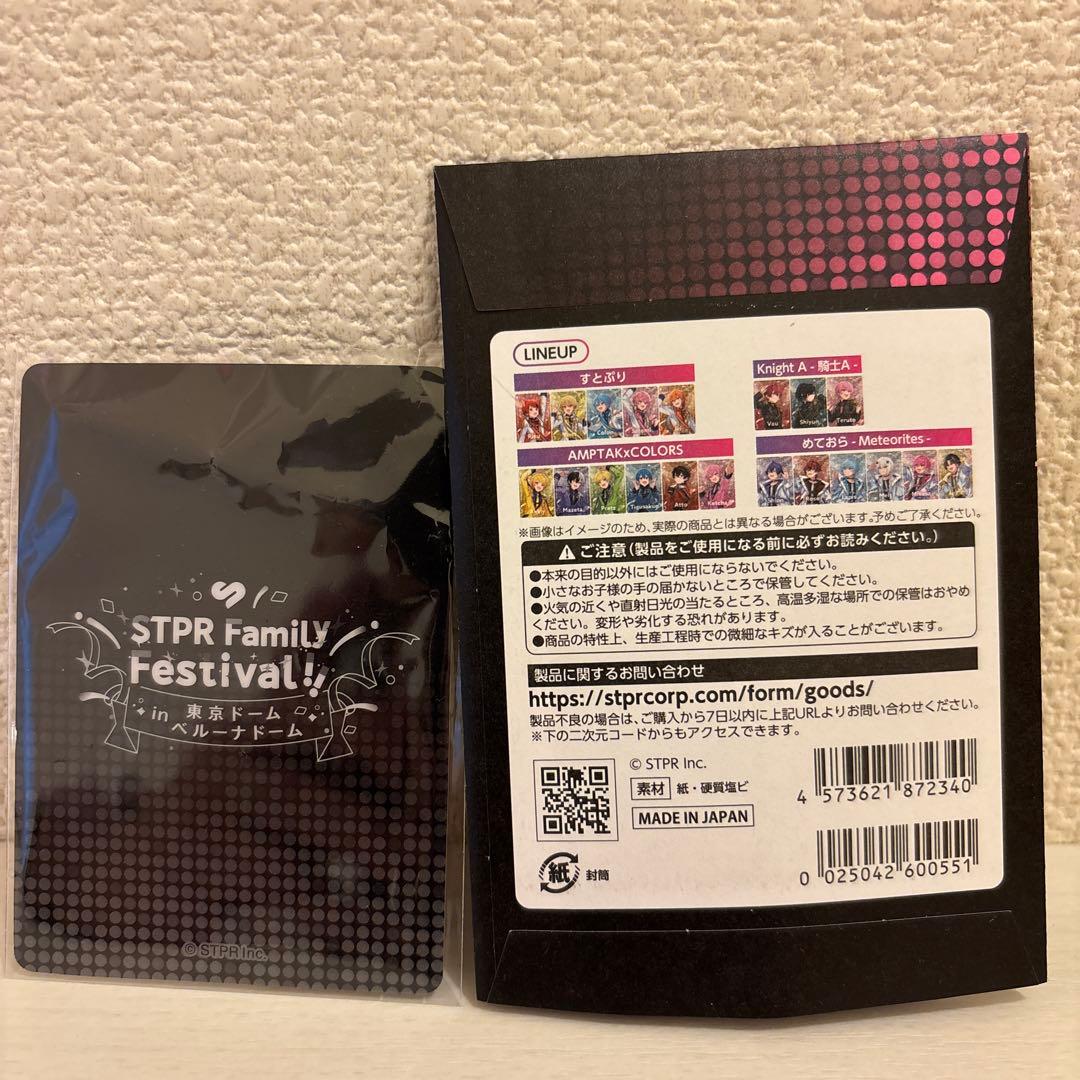 STPR Family
Festival!!
in 東京ドーム
ベルーナドーム
© STPR Inc.
LINEUP
すとぷり
Colon
Knight A - 騎士A -
Vau Shiyun Teruto
AMPTAKxCOLORS
Mazeta Pretz Tigusakun Atto Ketcha
めておら - Meteorites -
※画像はイメージのため、実際の商品とは異なる場合がございます。予めご了承ください。
ご注意(製品をご使用になる前に必ずお読みください。)
●本来の目的以外にはご使用にならないでください。
●小さなお子様の手の届かないところで保管してください。
●火気の近くや直射日光の当たるところ、高温多湿な場所での保管はおやめ
ください。変形や劣化する恐れがあります。
●商品の特性上、生産工程時での微細なキズが入ることがございます。
製品に関するお問い合わせ
https://stprcorp.com/form/goods/
製品不良の場合は、ご購入から7日以内に上記URLよりお問い合わせください。
※下の二次元コードからもアクセスできます。
© STPR Inc.
素材 紙・硬質塩ビ
MADE IN JAPAN
紙 封筒
4 573621 872340
0 025042 600551